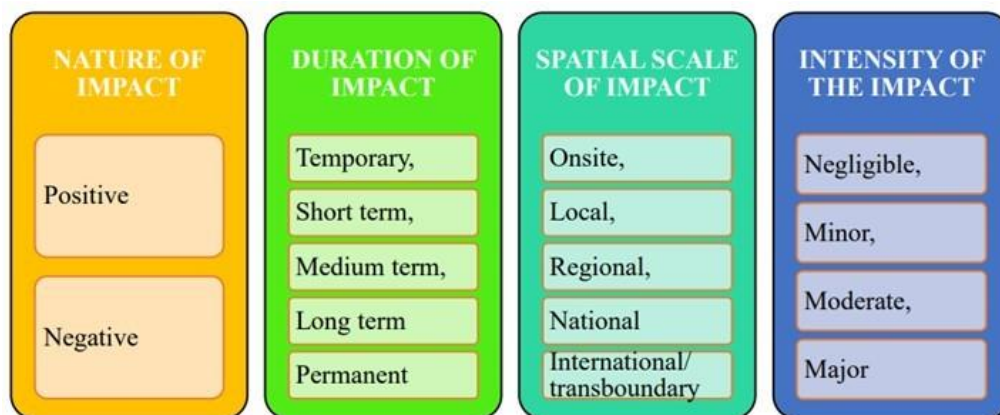 NATURE OF
IMPACT
Positive
Negative
DURATION OF
IMPACT
Temporary,
Short term,
Medium term,
Long term
Permanent
SPATIAL SCALE
OF IMPACT
Onsite,
Local,
Regional,
National
International/
transboundary
INTENSITY OF
THE IMPACT
Negligible,
Minor,
Moderate,
Major